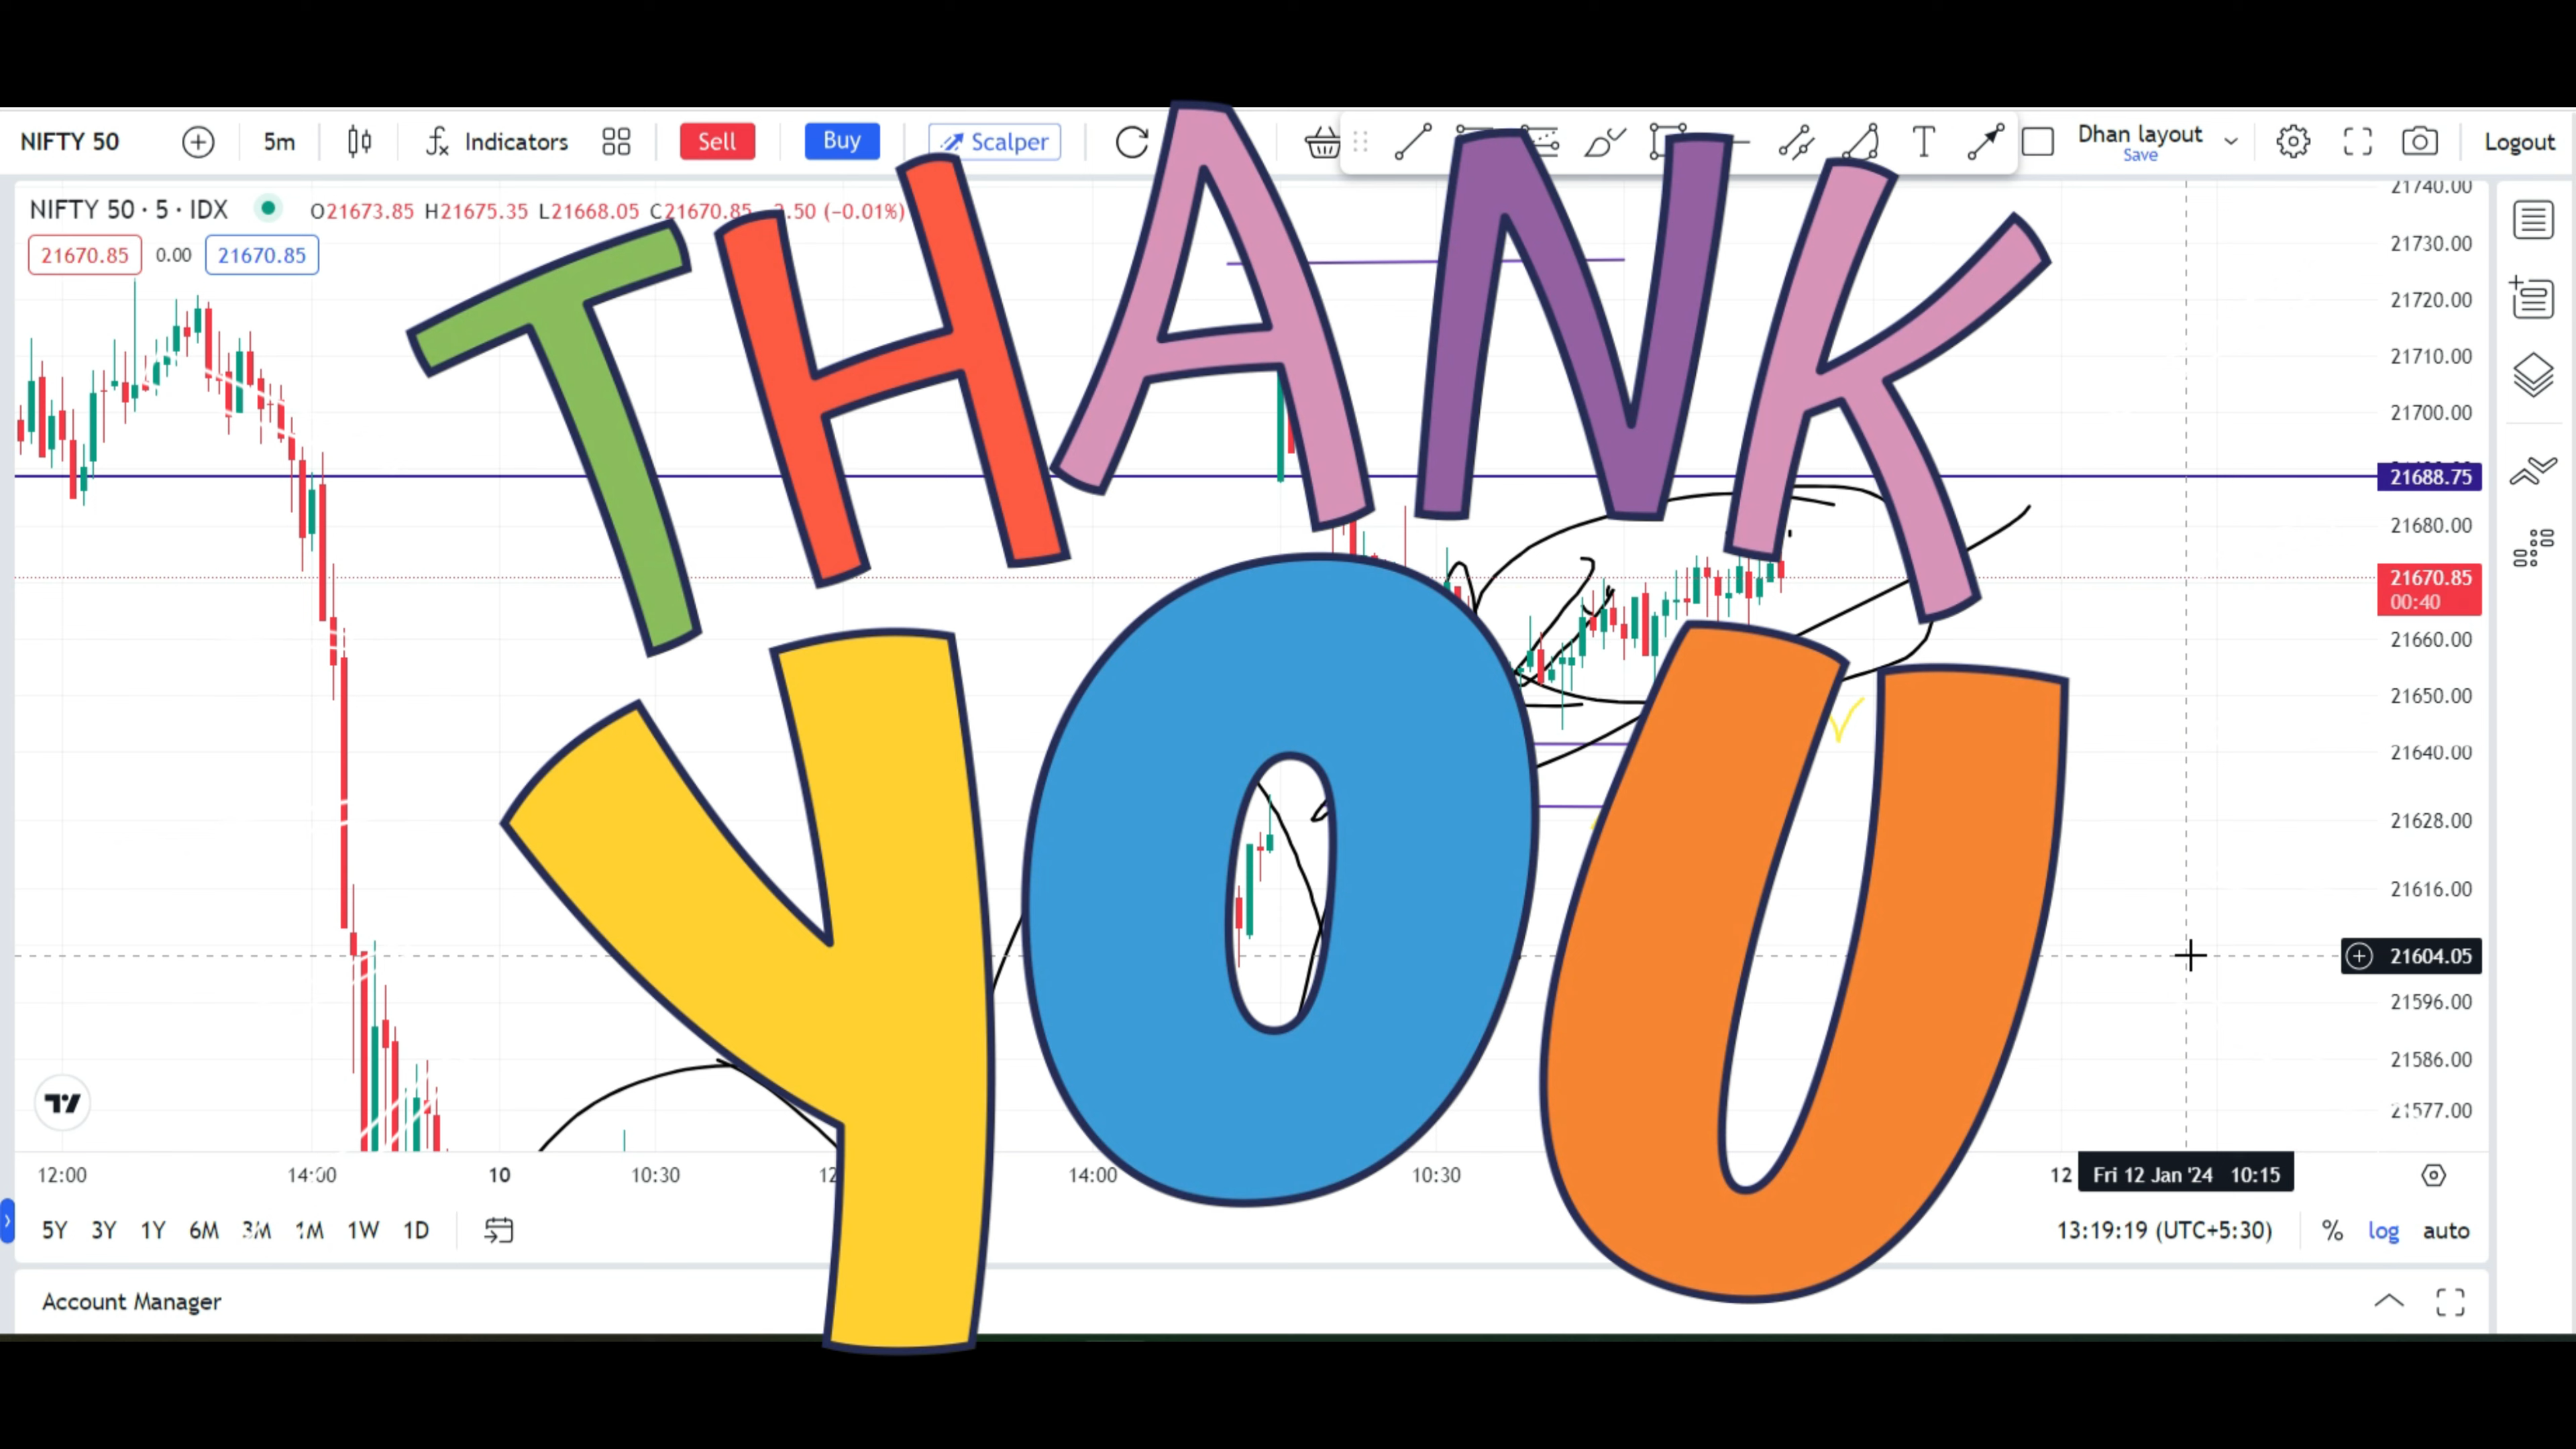 NIFTY 50 5m Indicators Sell Buy Scalper Dhan layout Logout
Save
NIFTY 50 · 5 · IDX O21673.85 H21675.35 L21668.05 C21670.85 2.50 (−0.01%)
21670.85 0.00 21670.85
THANK
YOU
21740.00
21730.00
21720.00
21710.00
21700.00
21688.75
21680.00
21670.85
00:40
21660.00
21650.00
21640.00
21628.00
21616.00
21604.05
21596.00
21586.00
21577.00
12:00 14:00 10 10:30 14:00 10:30 12 Fri 12 Jan '24 10:15
5Y 3Y 1Y 6M 3M 1M 1W 1D 13:19:19 (UTC+5:30) % log auto
Account Manager